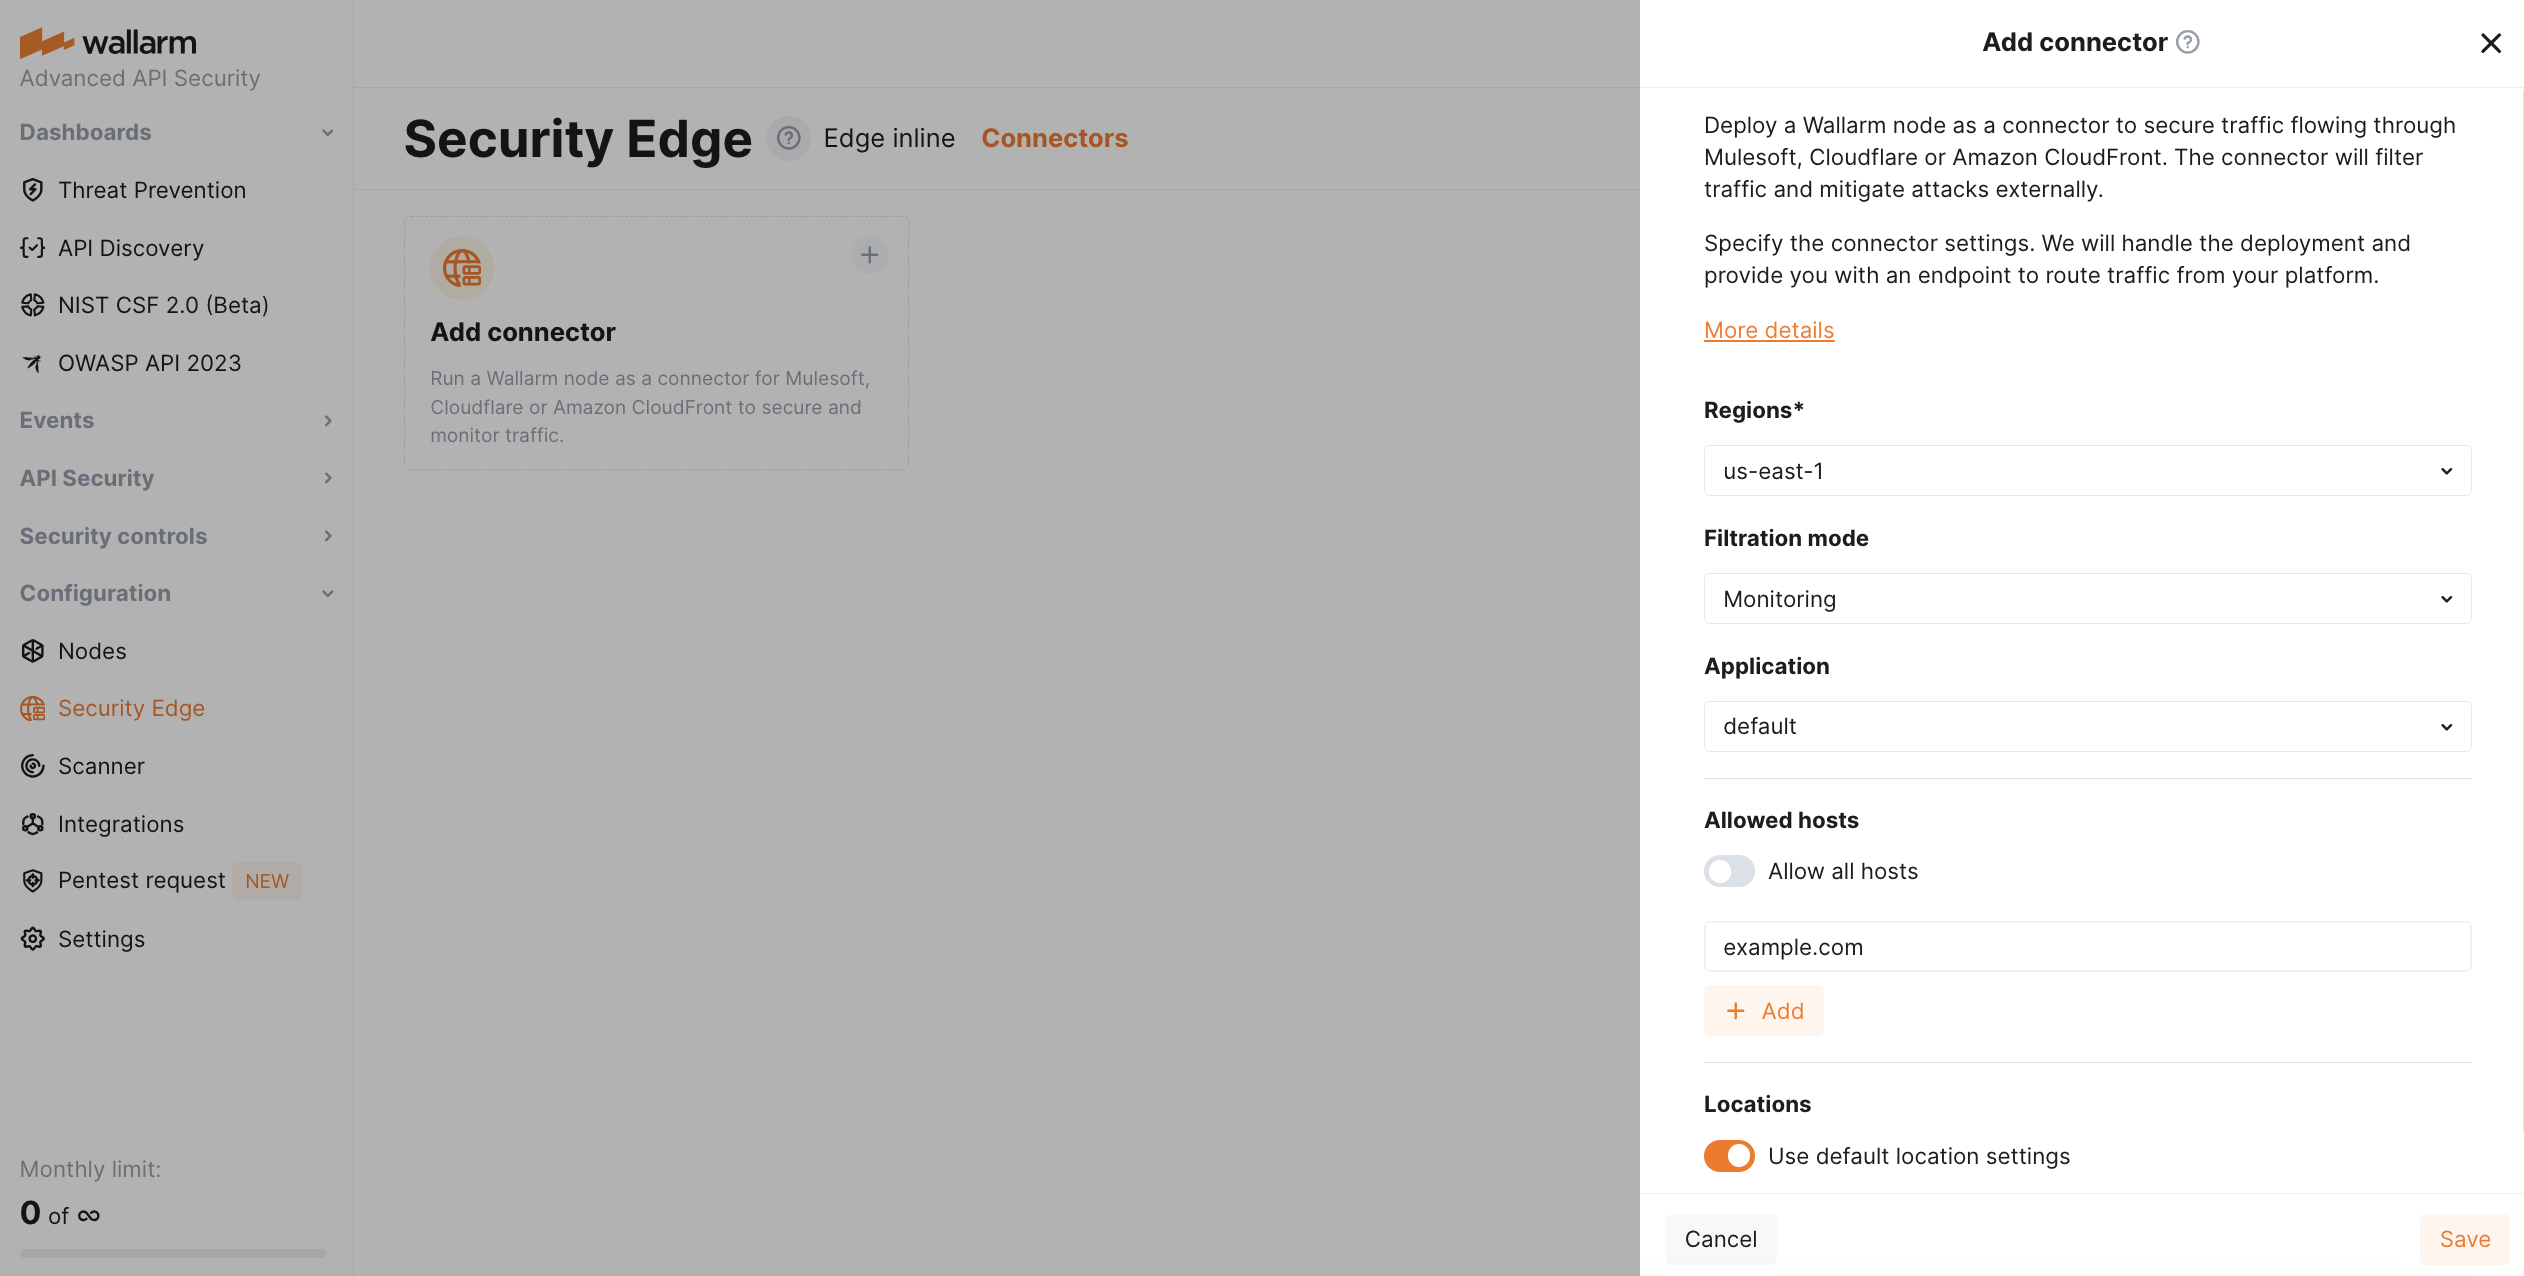 wallarm
Advanced API Security
Dashboards
Threat Prevention
API Discovery
NIST CSF 2.0 (Beta)
OWASP API 2023
Events
API Security
Security controls
Configuration
Nodes
Security Edge
Scanner
Integrations
Pentest request NEW
Settings
Monthly limit:
0 of ∞
Security Edge ? Edge inline Connectors
Add connector
Run a Wallarm node as a connector for Mulesoft,
Cloudflare or Amazon CloudFront to secure and
monitor traffic.
Add connector ?
Deploy a Wallarm node as a connector to secure traffic flowing through
Mulesoft, Cloudflare or Amazon CloudFront. The connector will filter
traffic and mitigate attacks externally.
Specify the connector settings. We will handle the deployment and
provide you with an endpoint to route traffic from your platform.
More details
Regions*
us-east-1
Filtration mode
Monitoring
Application
default
Allowed hosts
Allow all hosts
example.com
+ Add
Locations
Use default location settings
Cancel
Save